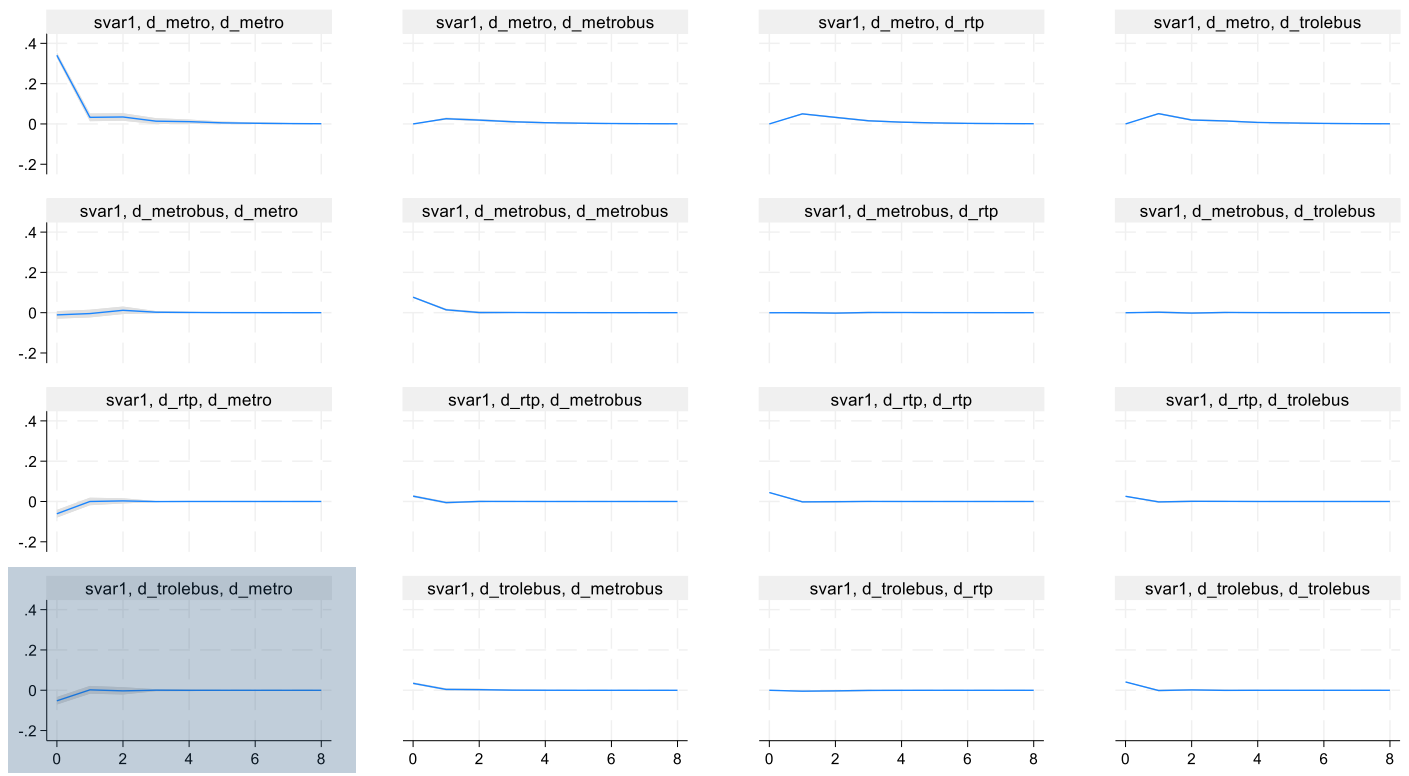 svar1, d_metro, d_metro
svar1, d_metro, d_metrobus
svar1, d_metro, d_rtp
svar1, d_metro, d_trolebus
.4
.2
0
-.2
svar1, d_metrobus, d_metro
svar1, d_metrobus, d_metrobus
svar1, d_metrobus, d_rtp
svar1, d_metrobus, d_trolebus
.4
.2
0
-.2
svar1, d_rtp, d_metro
svar1, d_rtp, d_metrobus
svar1, d_rtp, d_rtp
svar1, d_rtp, d_trolebus
.4
.2
0
-.2
svar1, d_trolebus, d_metro
svar1, d_trolebus, d_metrobus
svar1, d_trolebus, d_rtp
svar1, d_trolebus, d_trolebus
.4
.2
0
-.2
0 2 4 6 8
0 2 4 6 8
0 2 4 6 8
0 2 4 6 8